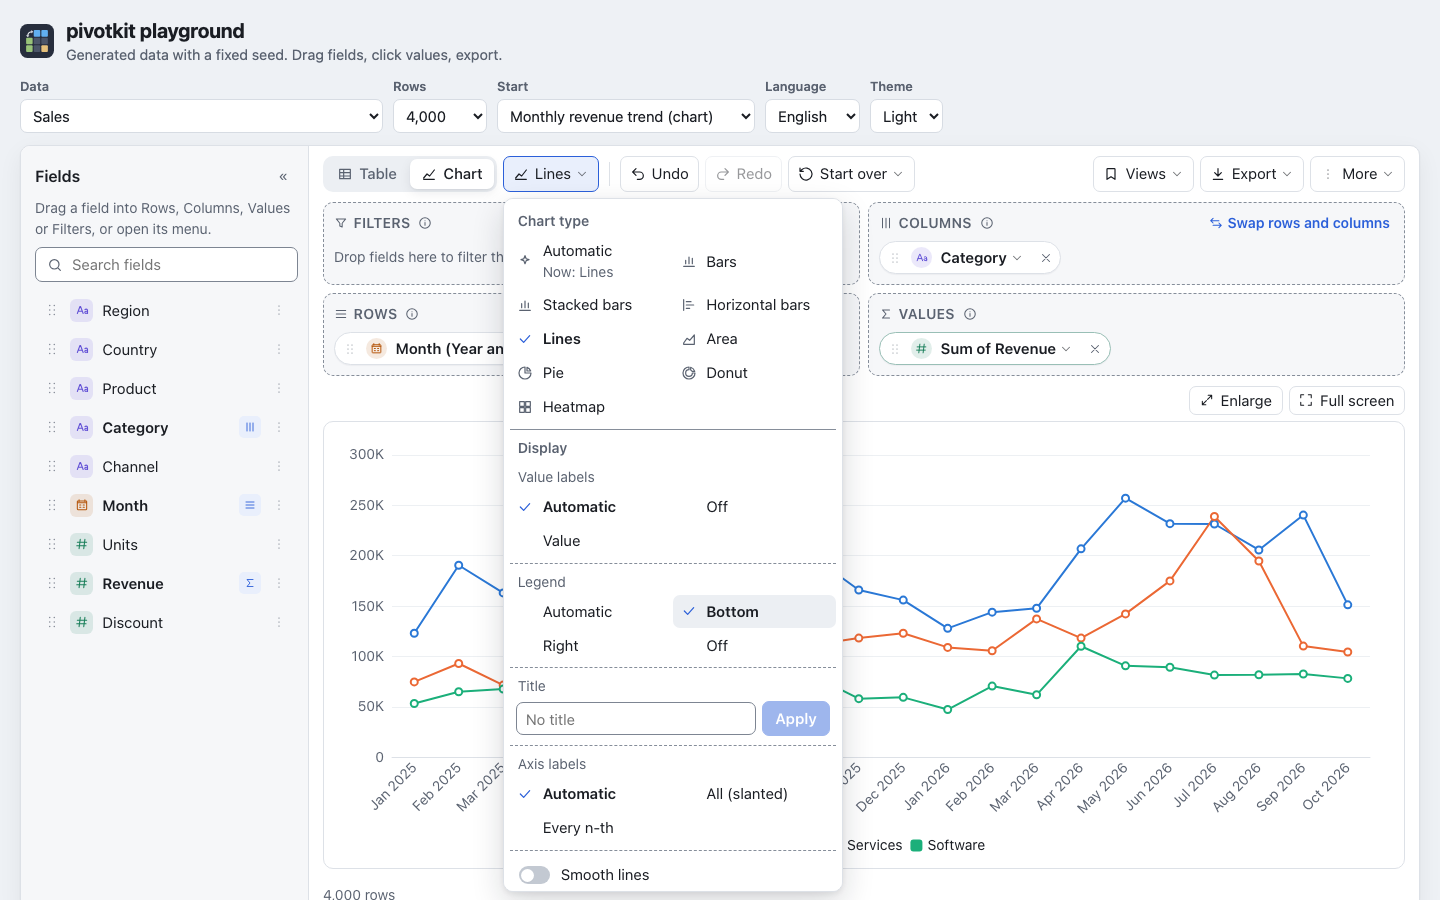 pivotkit playground
Generated data with a fixed seed. Drag fields, click values, export.
Data
Rows
Start
Language
Theme
Sales
4,000
Monthly revenue trend (chart)
English
Light
Fields
«
Drag a field into Rows, Columns, Values
or Filters, or open its menu.
Search fields
Aa Region
Aa Country
Aa Product
Aa Category
Aa Channel
Month
# Units
# Revenue Σ
# Discount
Table
Chart
Lines
Undo
Redo
Start over
Views
Export
More
FILTERS
Drop fields here to filter th
COLUMNS
Swap rows and columns
Aa Category
ROWS
Month (Year an
Σ VALUES
# Sum of Revenue
Enlarge
Full screen
Chart type
Automatic
Now: Lines
Bars
Stacked bars
Horizontal bars
Lines
Area
Pie
Donut
Heatmap
Display
Value labels
Automatic
Off
Value
Legend
Automatic
Bottom
Right
Off
Title
No title
Apply
Axis labels
Automatic
All (slanted)
Every n-th
Smooth lines
300K
250K
200K
150K
100K
50K
0
Jan 2025
Feb 2025
Mar 2025
25
Dec 2025
Jan 2026
Feb 2026
Mar 2026
Apr 2026
May 2026
Jun 2026
Jul 2026
Aug 2026
Sep 2026
Oct 2026
Services
Software
4,000 rows